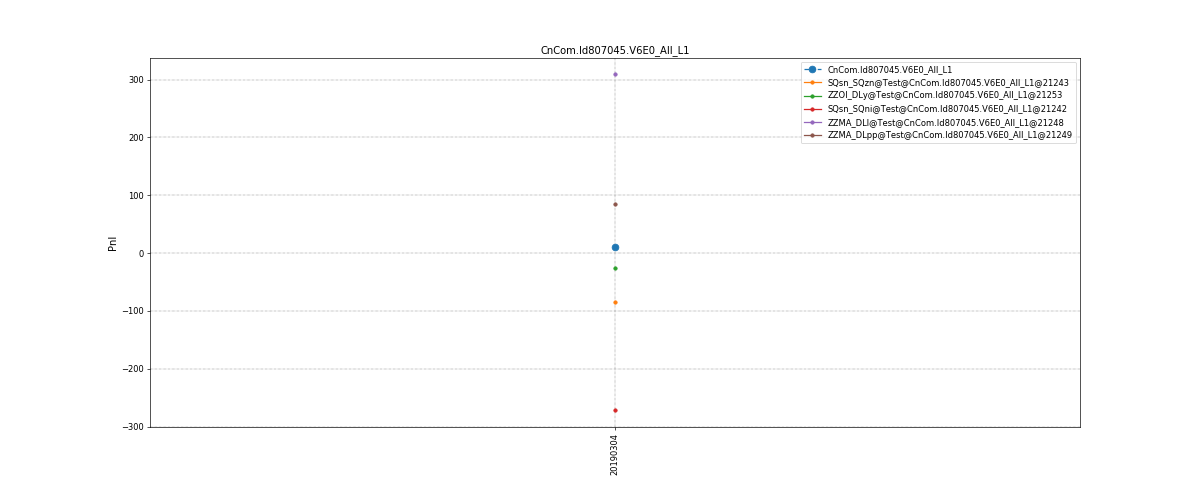 CnCom.Id807045.V6E0_All_L1
CnCom.Id807045.V6E0_All_L1
SQsn_SQzn@Test@CnCom.Id807045.V6E0_All_L1@21243
ZZOI_DLy@Test@CnCom.Id807045.V6E0_All_L1@21253
SQsn_SQni@Test@CnCom.Id807045.V6E0_All_L1@21242
ZZMA_DLl@Test@CnCom.Id807045.V6E0_All_L1@21248
ZZMA_DLpp@Test@CnCom.Id807045.V6E0_All_L1@21249
300
200
100
0
−100
−200
−300
Pnl
20190304